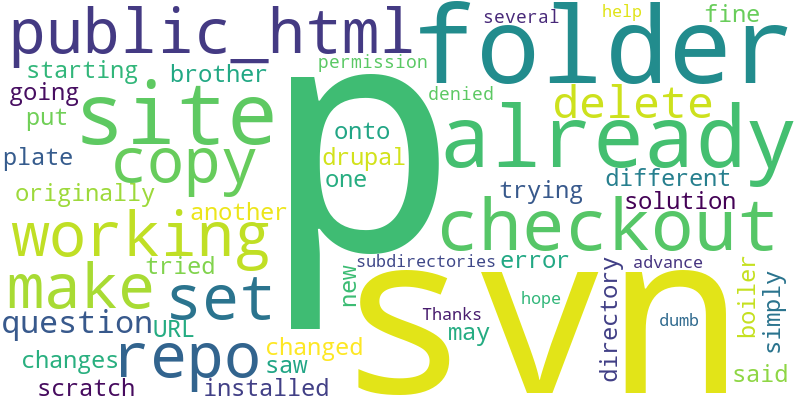 public_html
folder
several
help
fine
starting
brother
permission
going
site
denied
delete
put
onto
already
plate
copy
drupal
one
different
originally
trying
solution
another
checkout
working
p
tried
subdirectories
error
advance
make
set
new
svn
hope
directory
boiler
simply
question
URL
Thanks
may
dumb
repo
changed
changes
saw
said
scratch
installed